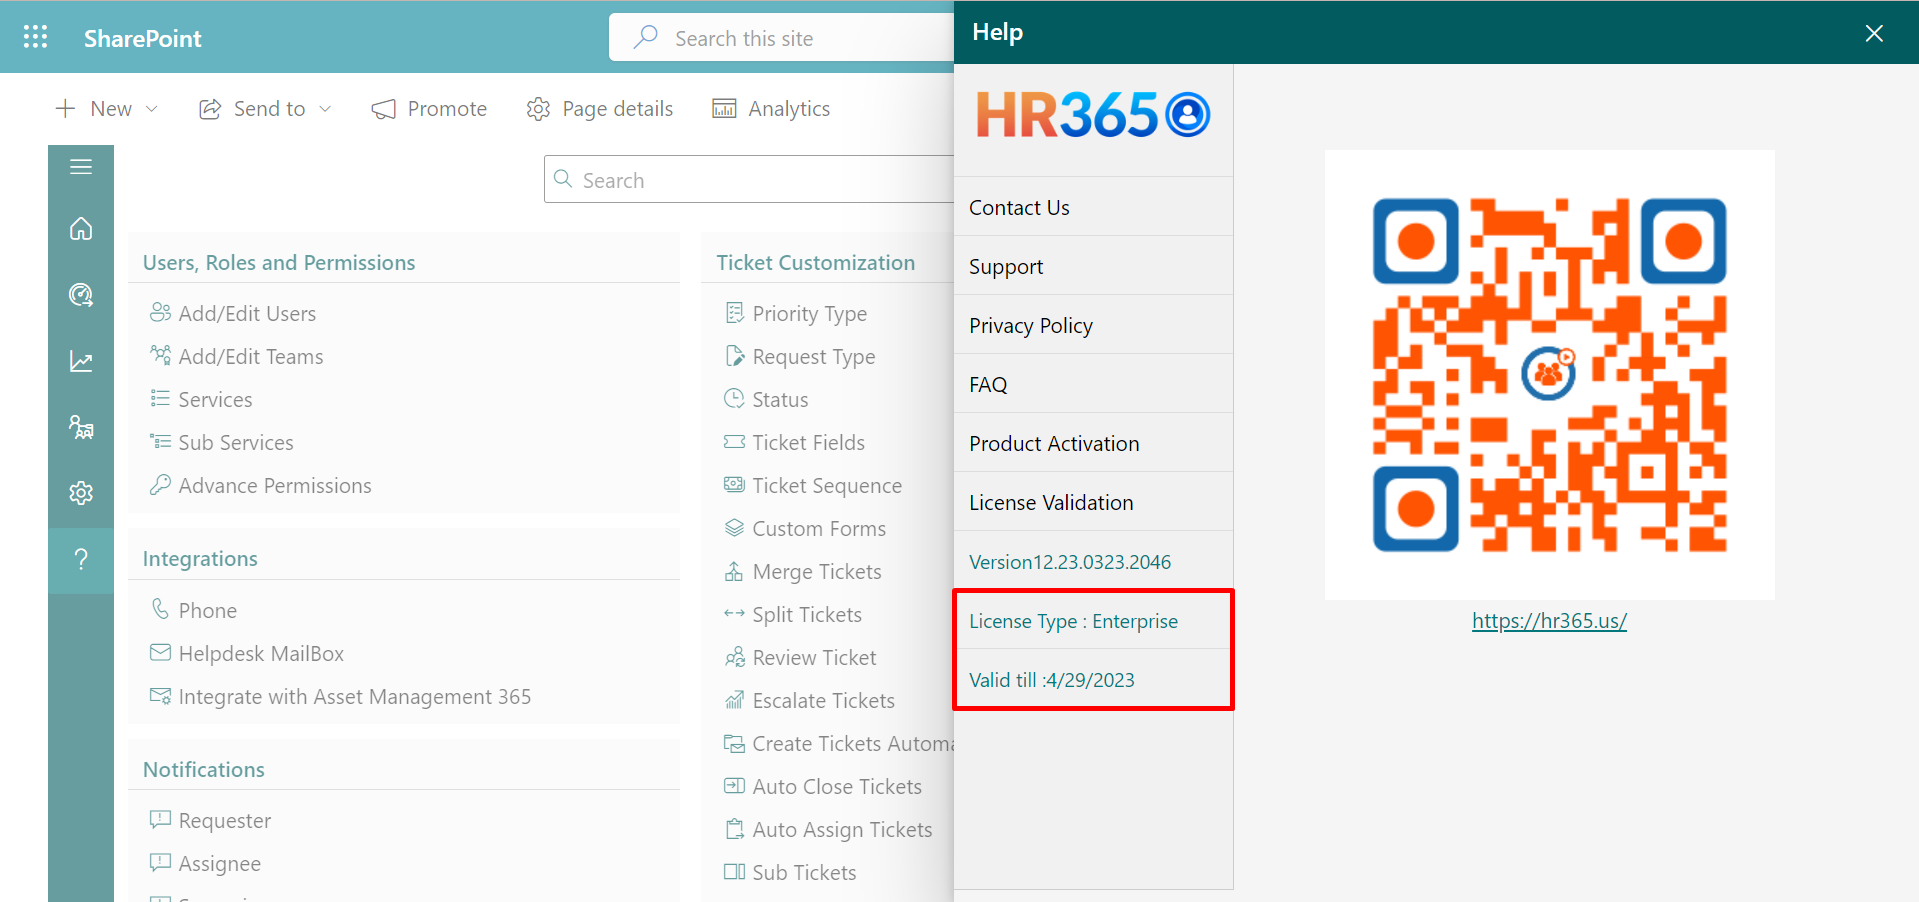 SharePoint
Search this site
New
Send to
Promote
Page details
Analytics
Search
Users, Roles and Permissions
Add/Edit Users
Add/Edit Teams
Services
Sub Services
Advance Permissions
Integrations
Phone
Helpdesk MailBox
Integrate with Asset Management 365
Notifications
Requester
Assignee
Ticket Customization
Priority Type
Request Type
Status
Ticket Fields
Ticket Sequence
Custom Forms
Merge Tickets
Split Tickets
Review Ticket
Escalate Tickets
Create Tickets Automa
Auto Close Tickets
Auto Assign Tickets
Sub Tickets
Help
HR365
Contact Us
Support
Privacy Policy
FAQ
Product Activation
License Validation
Version12.23.0323.2046
License Type : Enterprise
Valid till :4/29/2023
https://hr365.us/